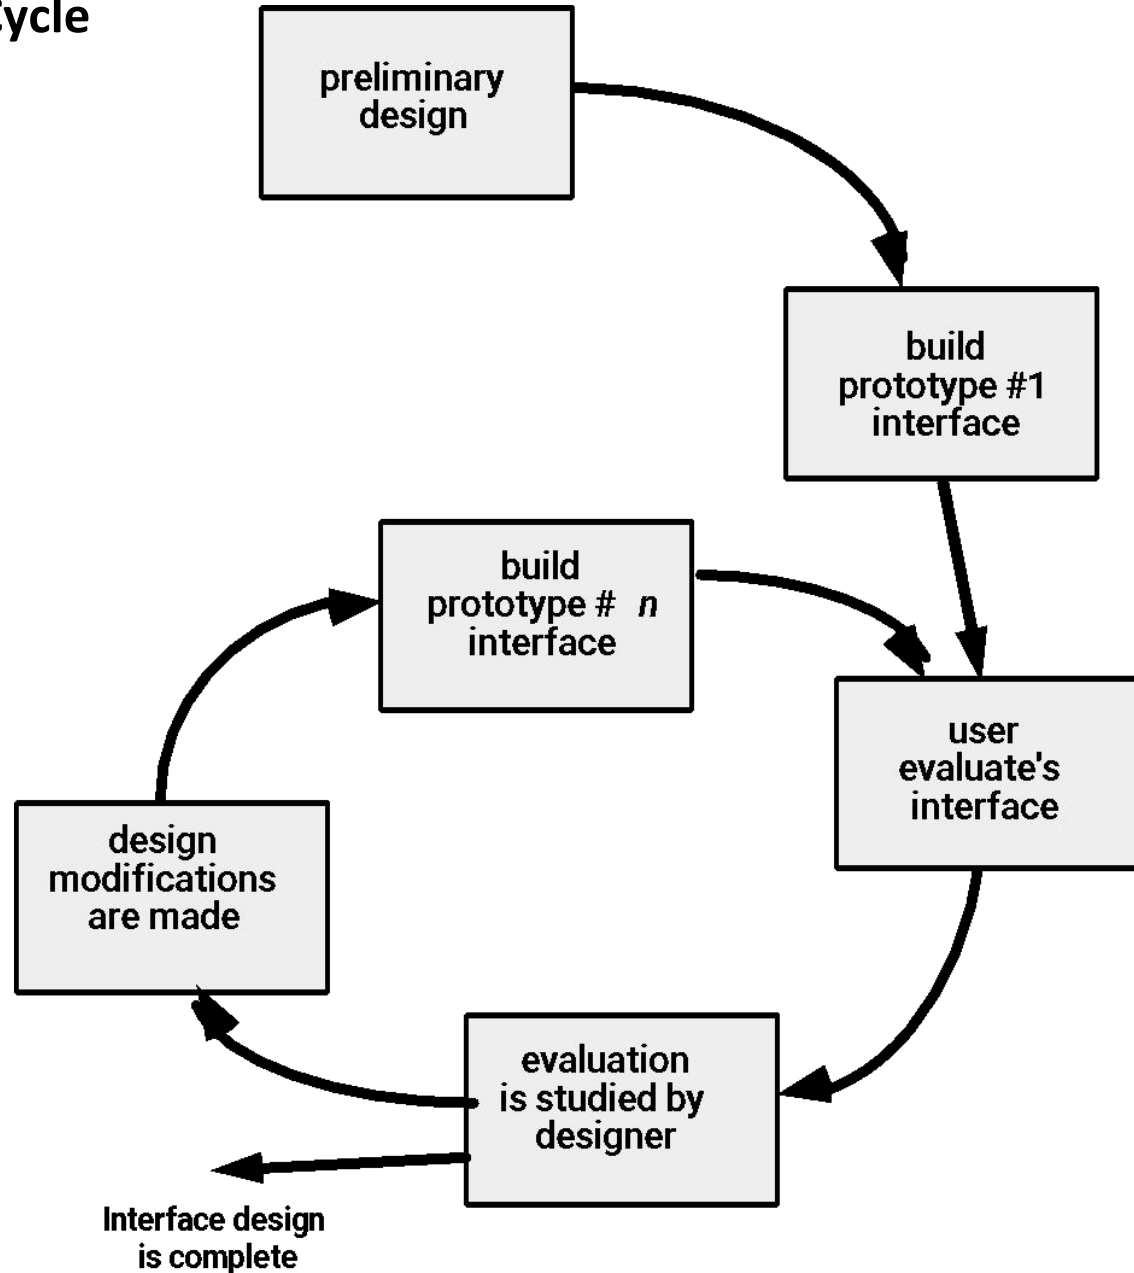 Cycle
preliminary
design
build
prototype #1
interface
build
prototype # n
interface
user
evaluate's
interface
design
modifications
are made
evaluation
is studied by
designer
Interface design
is complete